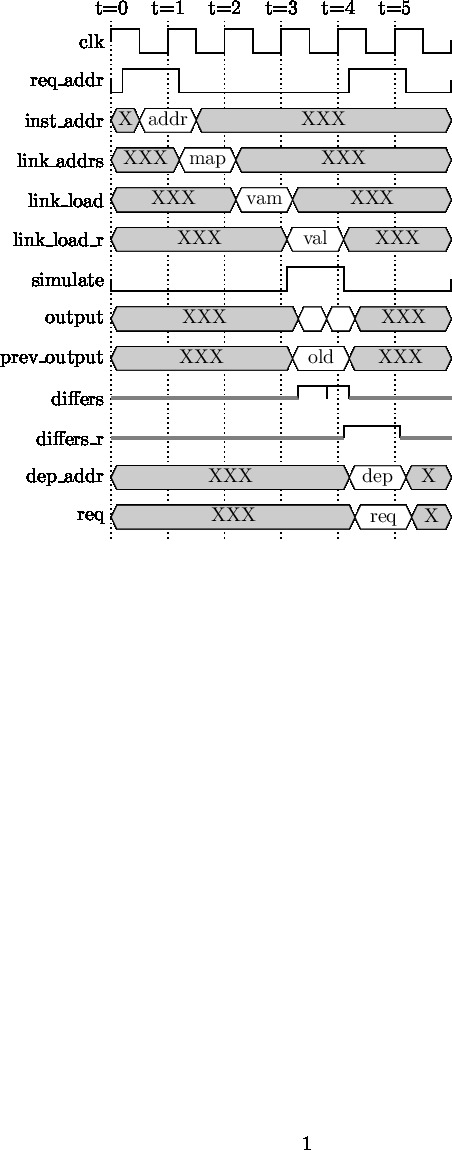 t=0 t=1 t=2 t=3 t=4 t=5
clk
req_addr
inst_addr X addr XXX
link_addrs XXX map XXX
link_load XXX vam XXX
link_load_r XXX val XXX
simulate
output XXX XXX
prev_output XXX old XXX
differs
differs_r
dep_addr XXX dep X
req XXX req X
1